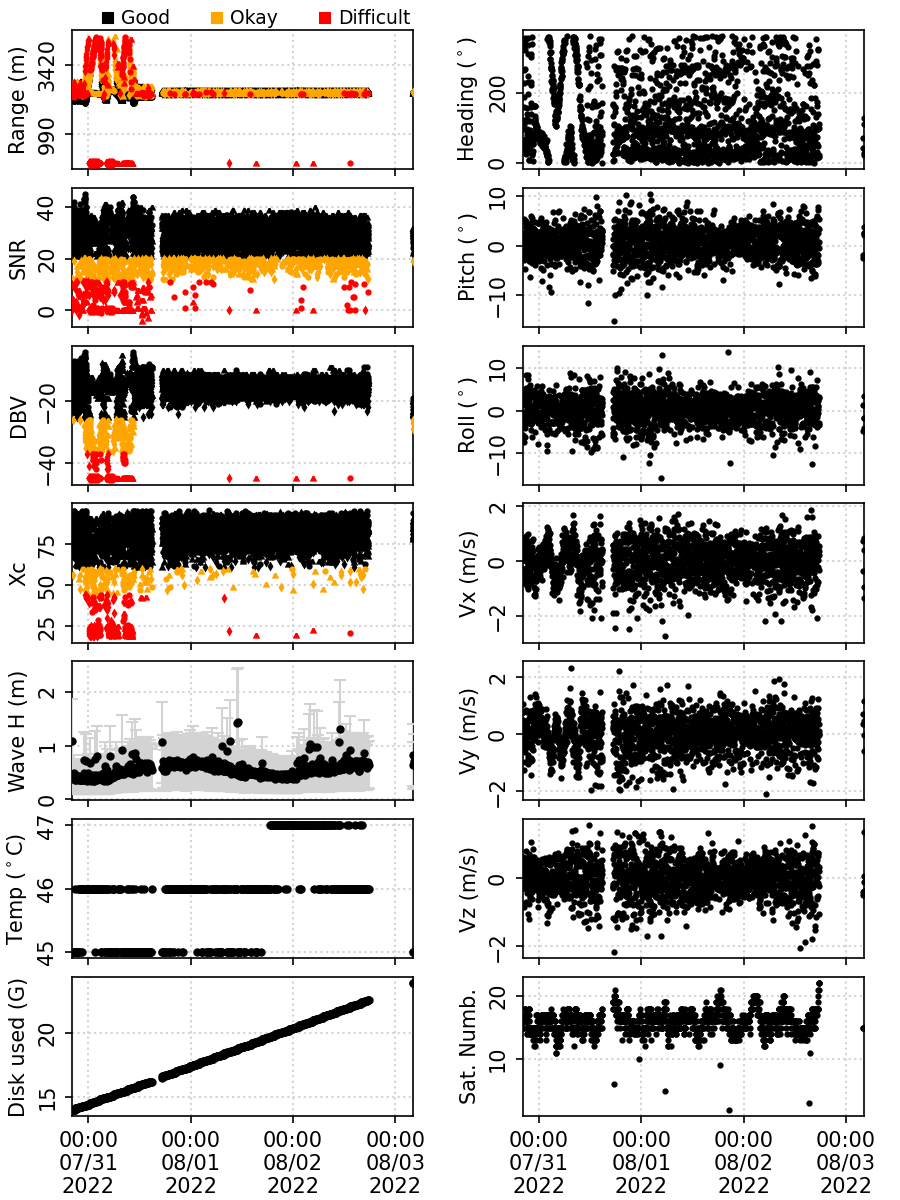 Good Okay Difficult
Range (m)
3420
990
SNR
40
20
0
DBV
−20
−40
Xc
75
50
25
Wave H (m)
2
1
0
Temp (°C)
47
46
45
Disk used (G)
20
15
00:00 00:00 00:00 00:00
07/31 08/01 08/02 08/03
2022 2022 2022 2022
Heading (°)
200
0
Pitch (°)
10
0
−10
Roll (°)
10
0
−10
Vx (m/s)
2
0
−2
Vy (m/s)
2
0
−2
Vz (m/s)
0
−2
Sat. Numb.
20
10
00:00 00:00 00:00 00:00
07/31 08/01 08/02 08/03
2022 2022 2022 2022